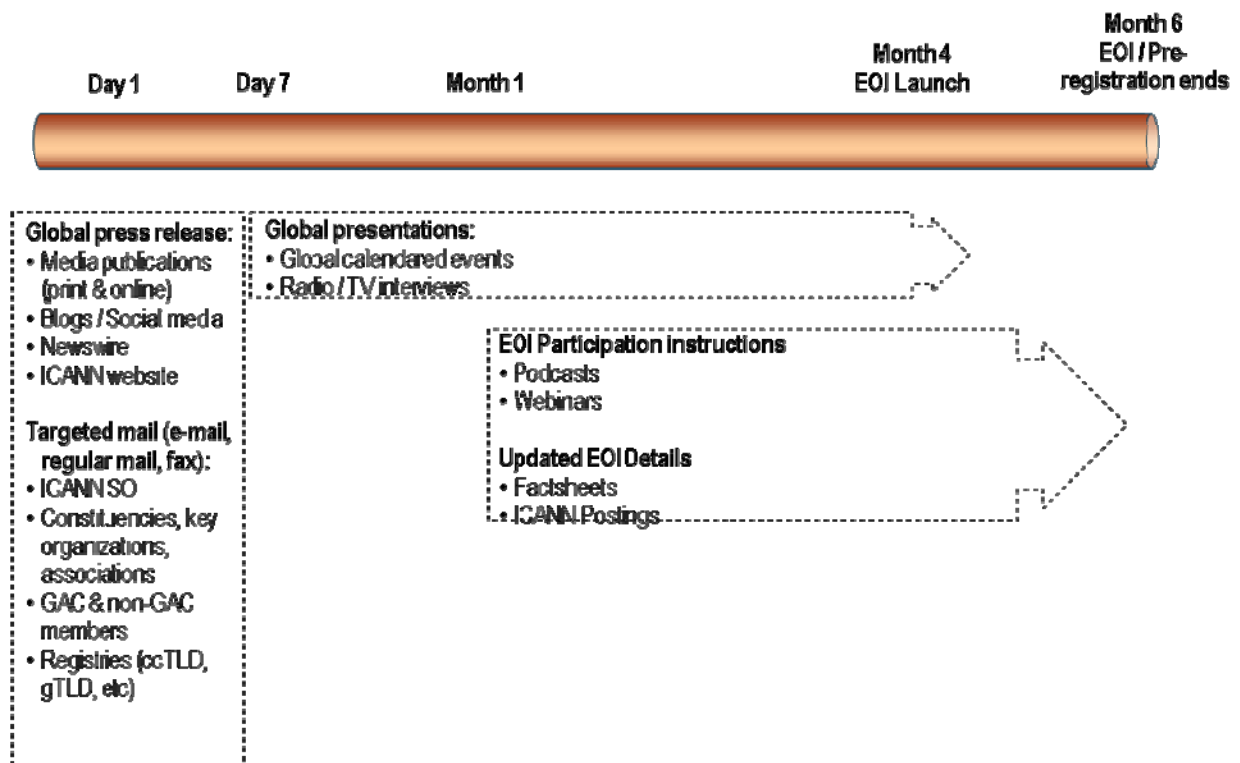 Day 1
Day 7
Month 1
Month 4
EOI Launch
Month 6
EOI / Pre-
registration ends
Global press release:
• Media publications
(print & online)
• Blogs / Social media
• Newswire
• ICANN website
Targeted mail (e-mail,
regular mail, fax):
• ICANN SO
• Constituencies, key
organizations,
associations
• GAC & non-GAC
members
• Registries (ccTLD,
gTLD, etc)
Global presentations:
• Global calendared events
• Radio / TV interviews
EOI Participation instructions
• Podcasts
• Webinars
Updated EOI Details
• Factsheets
• ICANN Postings